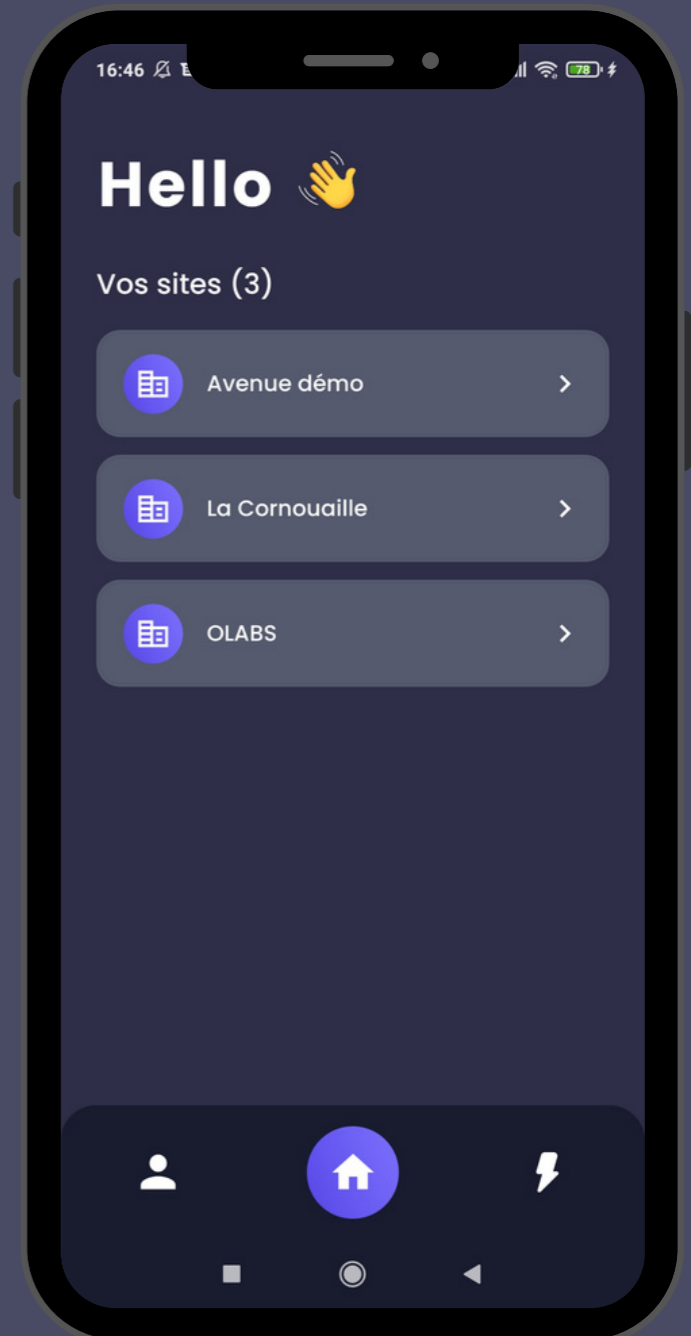 16:46
78
Hello 👋
Vos sites (3)
Avenue démo
La Cornouaille
OLABS